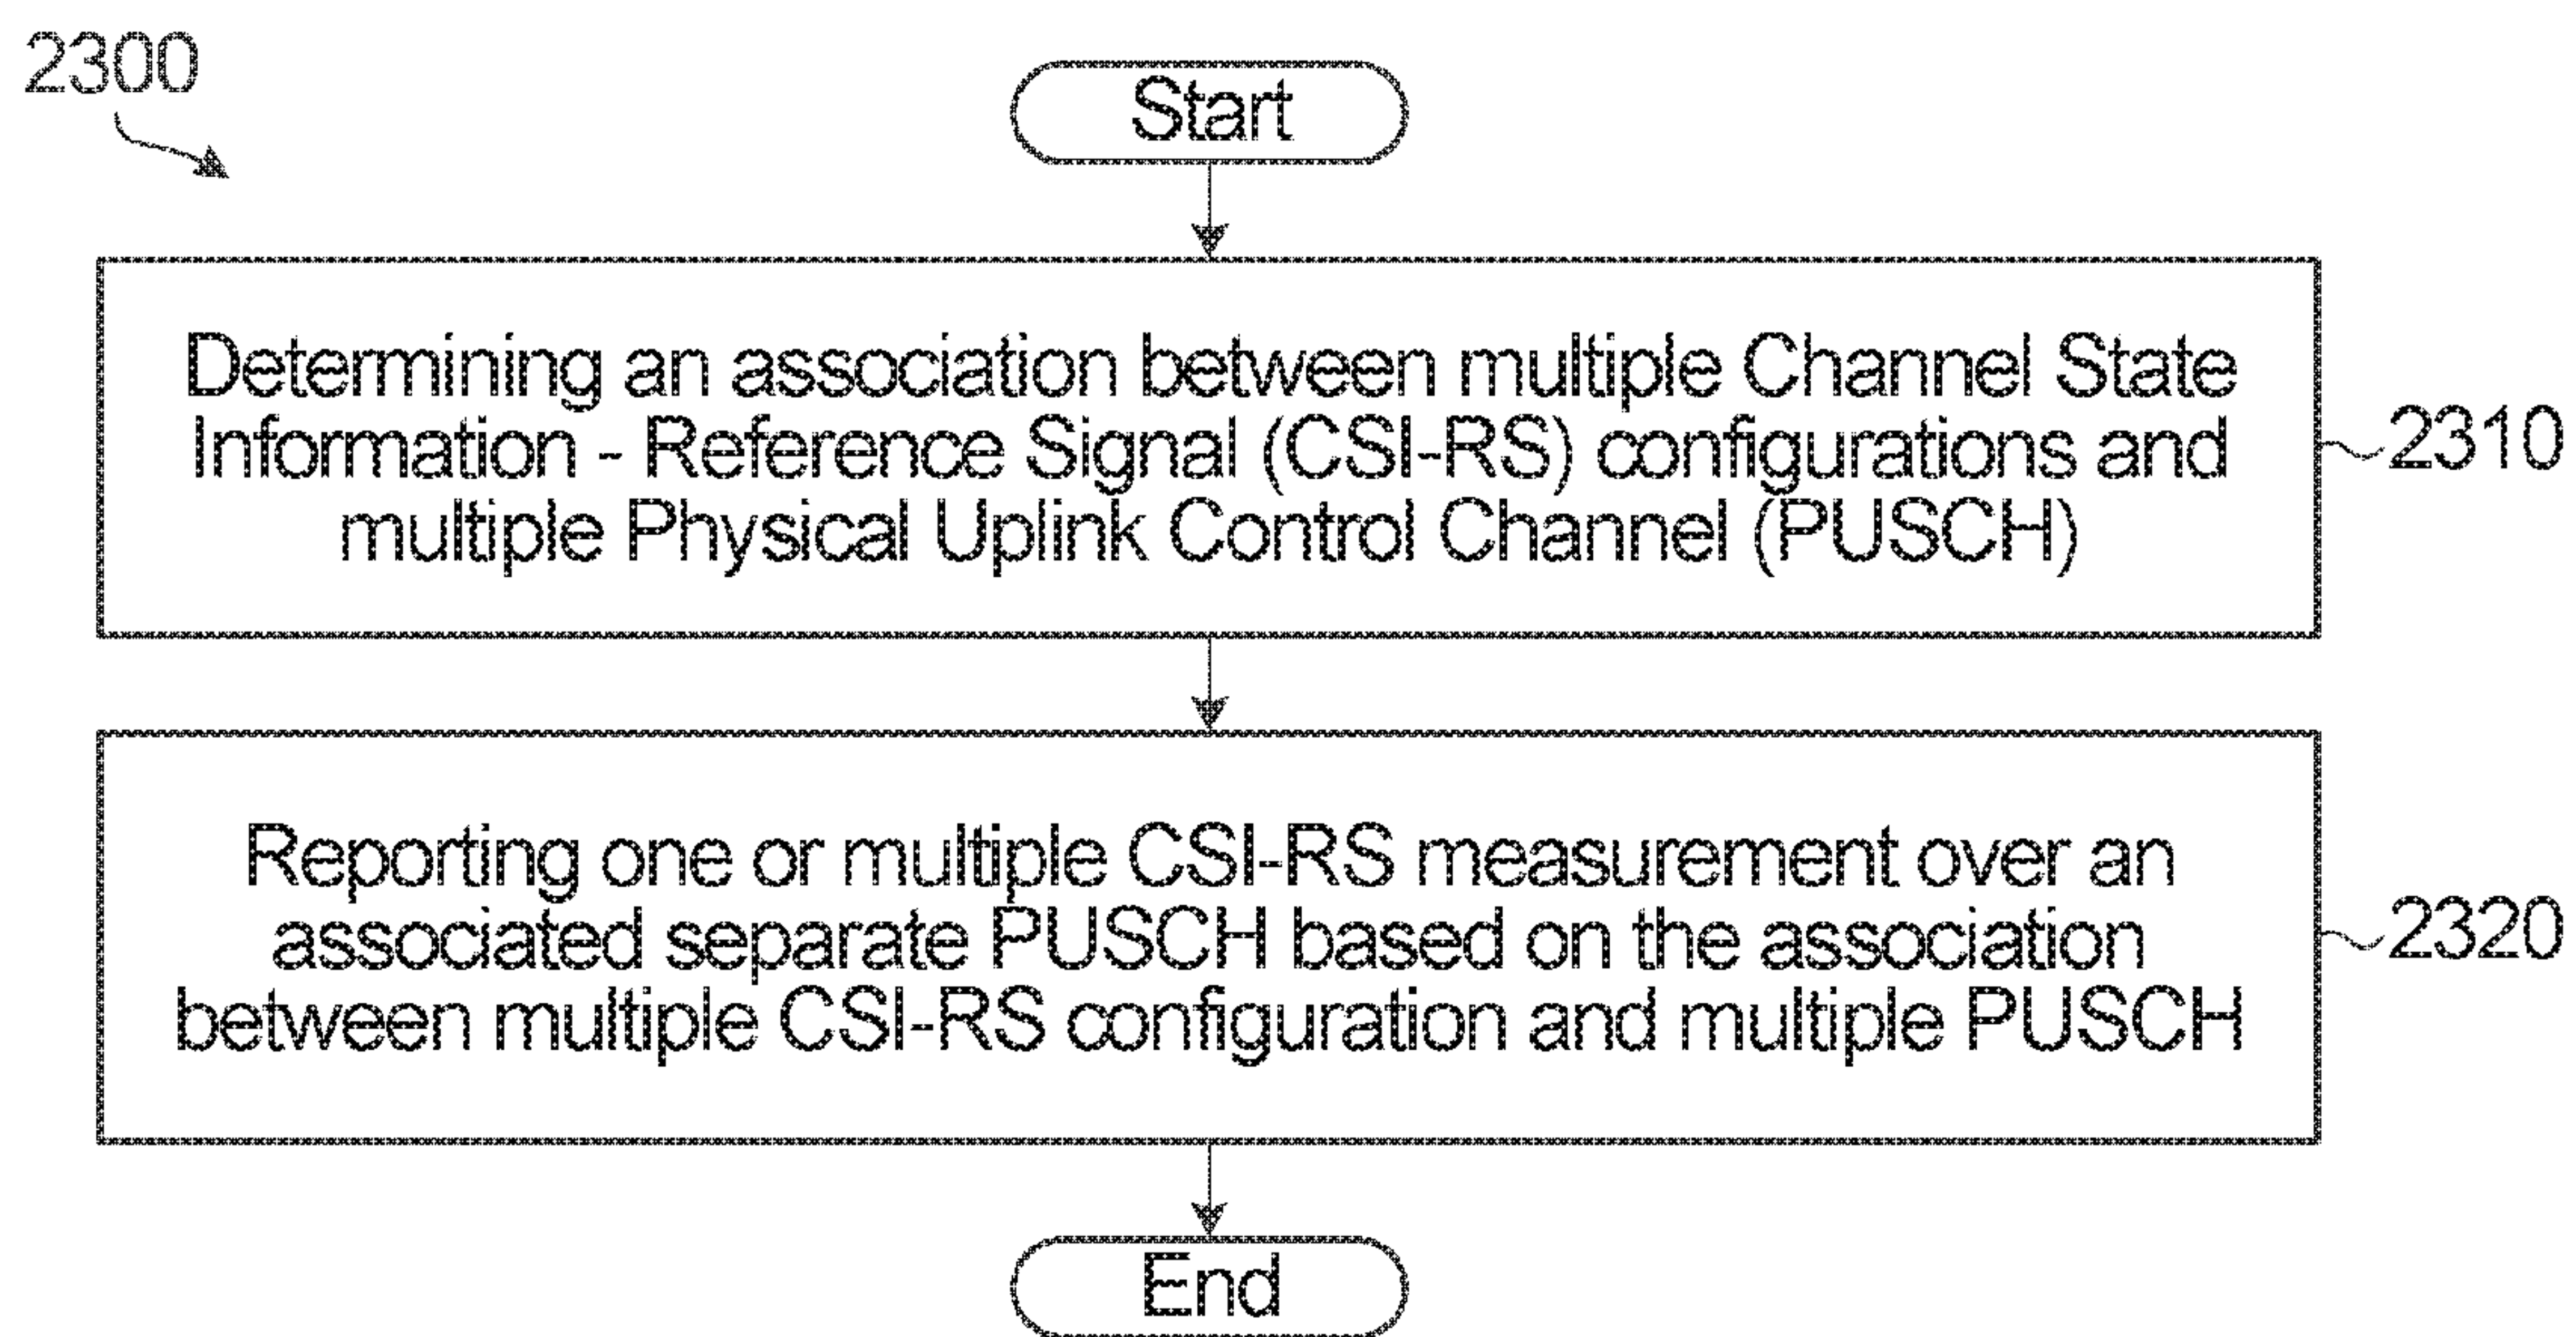 2300
Start
Determining an association between multiple Channel State
Information - Reference Signal (CSI-RS) configurations and
multiple Physical Uplink Control Channel (PUSCH)
2310
Reporting one or multiple CSI-RS measurement over an
associated separate PUSCH based on the association
between multiple CSI-RS configuration and multiple PUSCH
2320
End